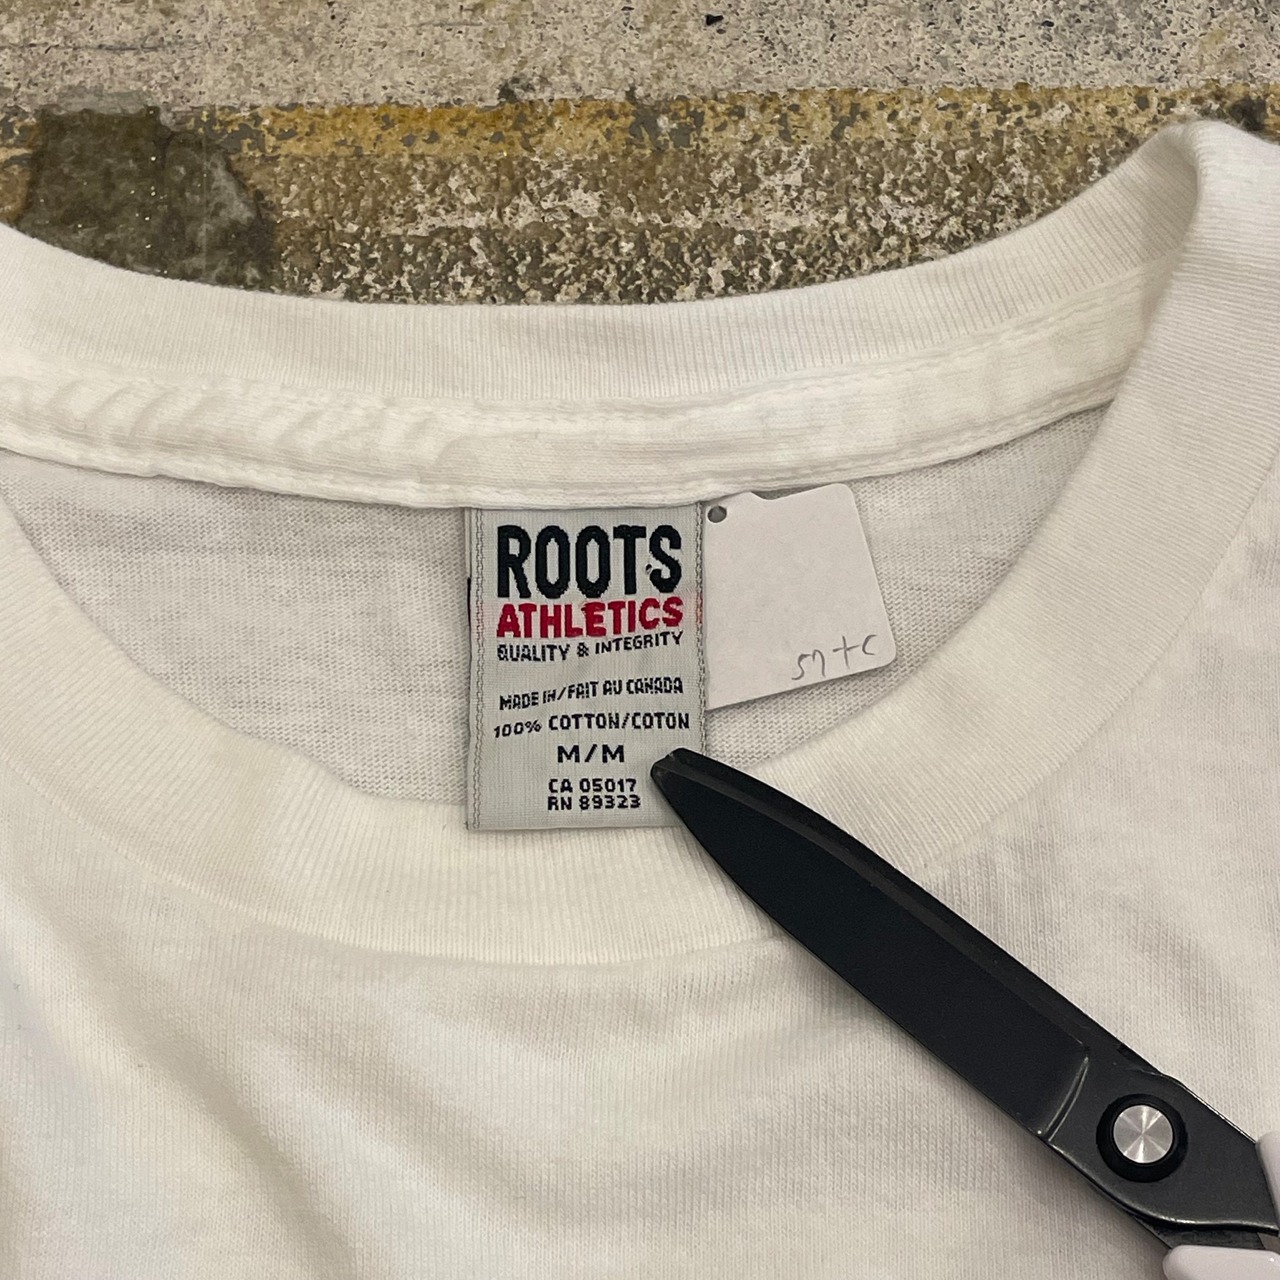 ROOTS
ATHLETICS
QUALITY & INTEGRITY
MADE IN/FAIT AU CANADA
100% COTTON/COTON
M/M
CA 05017
RN 89323